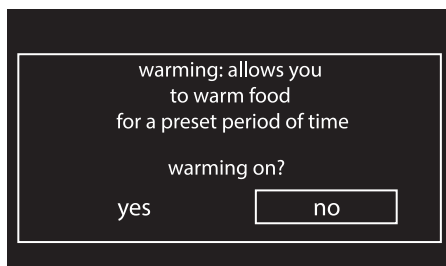 warming: allows you
to warm food
for a preset period of time
warming on?
yes no